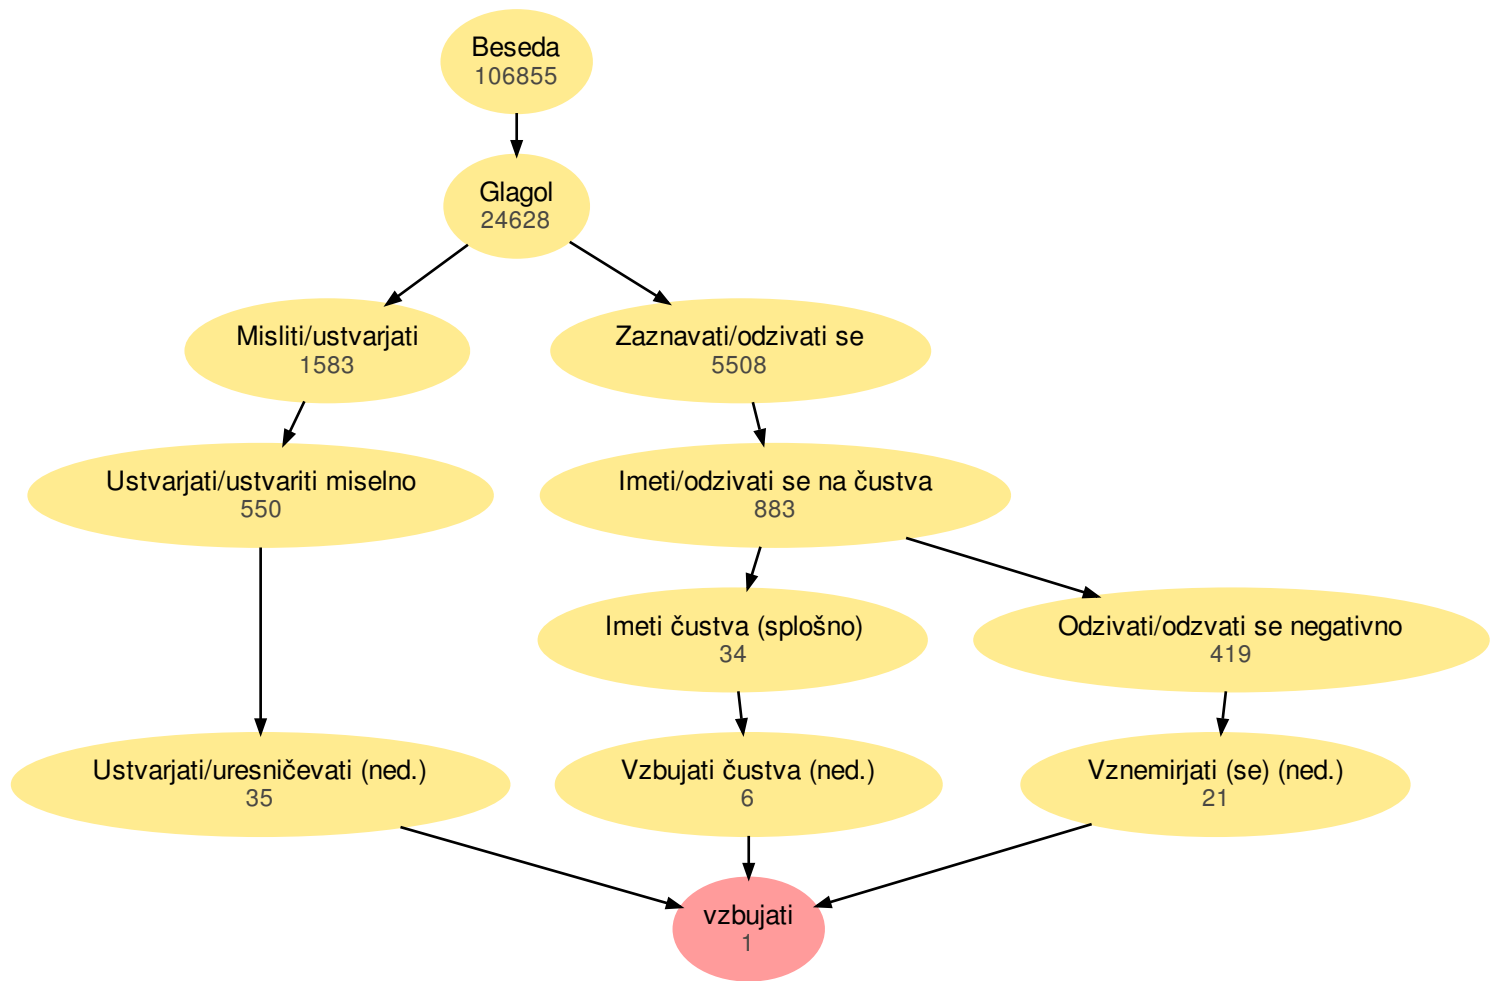 Beseda
106855
Glagol
24628
Misliti/ustvarjati
1583
Zaznavati/odzivati se
5508
Ustvarjati/ustvariti miselno
550
Imeti/odzivati se na čustva
883
Imeti čustva (splošno)
34
Odzivati/odzvati se negativno
419
Ustvarjati/uresničevati (ned.)
35
Vzbujati čustva (ned.)
6
Vznemirjati (se) (ned.)
21
vzbujati
1